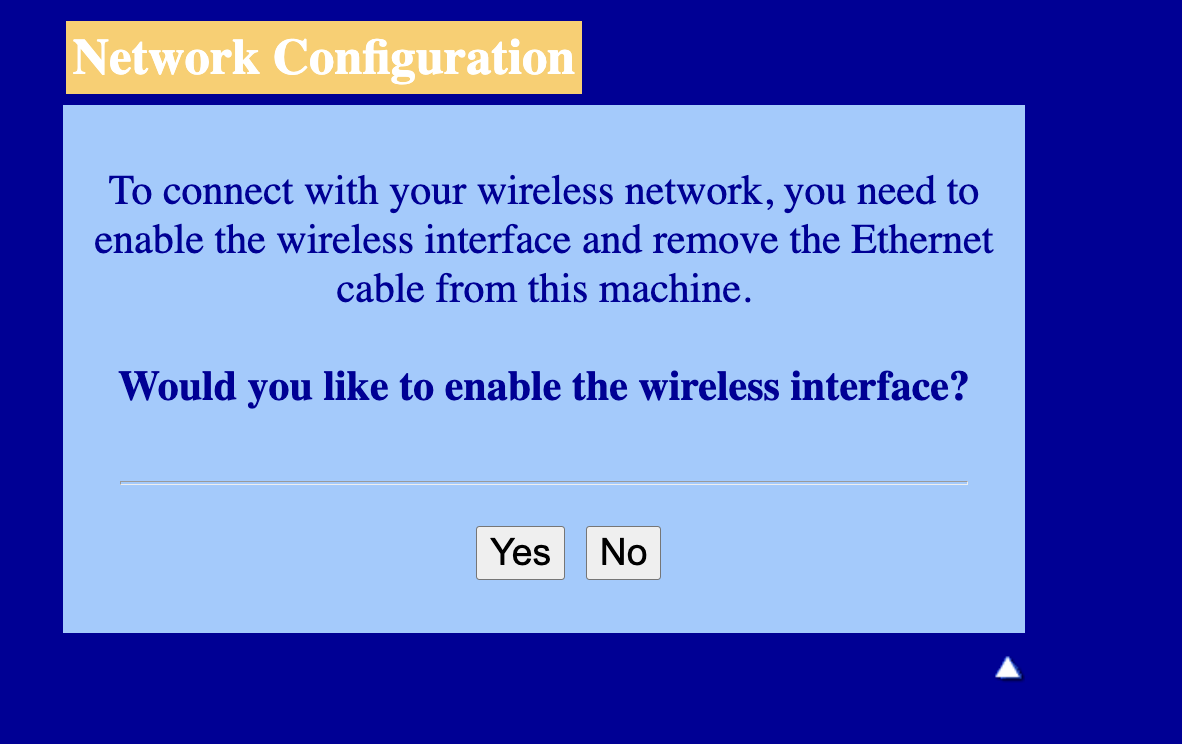 Network Configuration
To connect with your wireless network, you need to
enable the wireless interface and remove the Ethernet
cable from this machine.
Would you like to enable the wireless interface?
Yes No